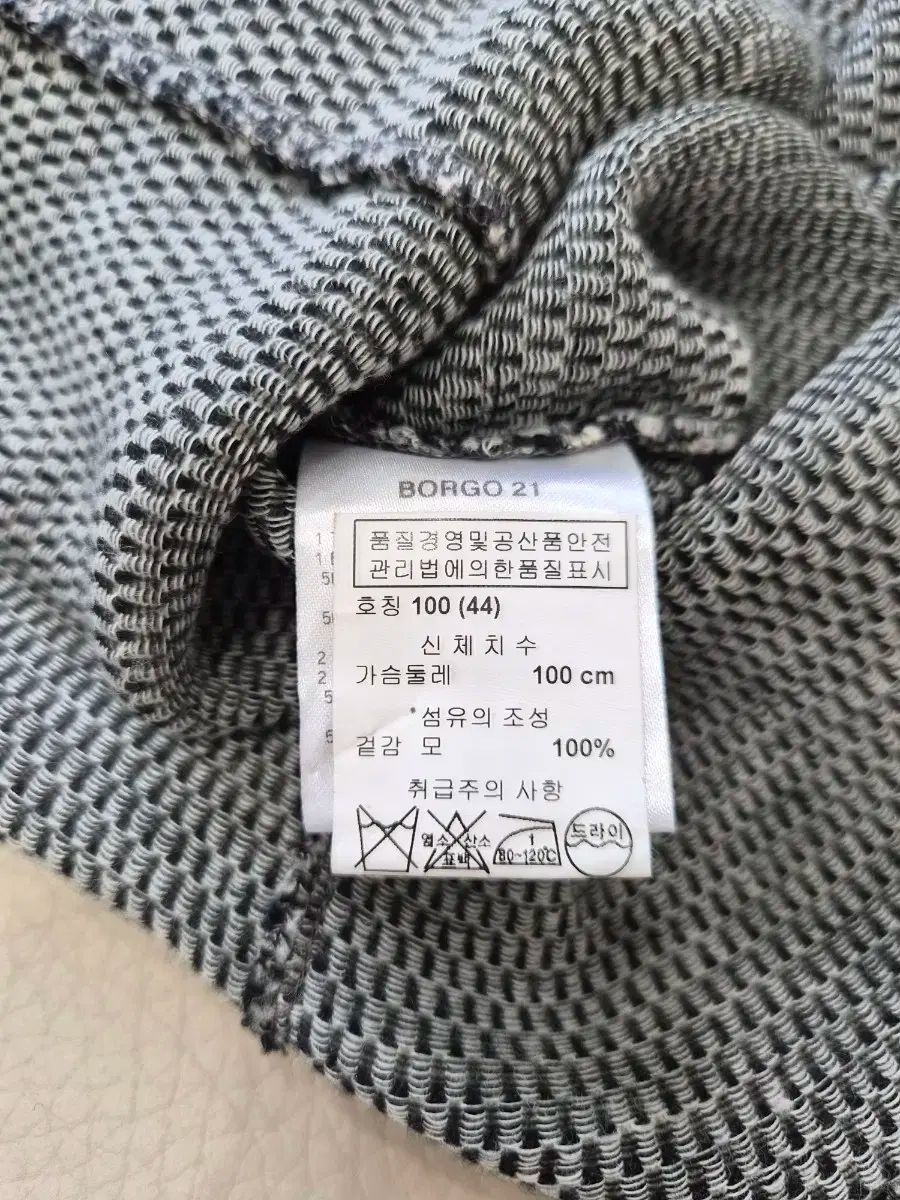 BORGO 21
품질경영및공산품안전
관리법에의한품질표시
호칭 100 (44)
신체치수
가슴둘레 100 cm
*섬유의 조성
겉감 모 100%
취급주의 사항
염소 산소
표백
80~120℃
드라이